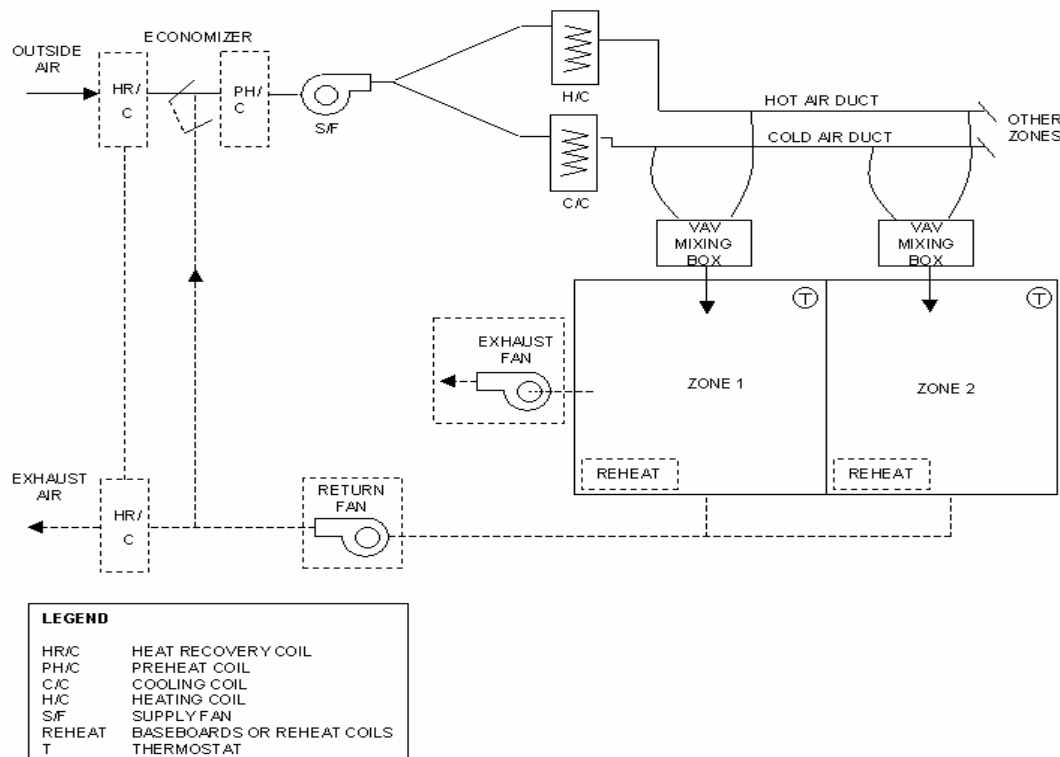 ECONOMIZER
OUTSIDE
AIR
HR/
C
PH/
C
S/F
H/C
C/C
HOT AIR DUCT
COLD AIR DUCT
OTHER
ZONES
VAV
MIXING
BOX
VAV
MIXING
BOX
T
T
EXHAUST
FAN
ZONE 1
ZONE 2
REHEAT
REHEAT
EXHAUST
AIR
HR/
C
RETURN
FAN
LEGEND
HR/C HEAT RECOVERY COIL
PH/C PREHEAT COIL
C/C COOLING COIL
H/C HEATING COIL
S/F SUPPLY FAN
REHEAT BASEBOARDS OR REHEAT COILS
T THERMOSTAT